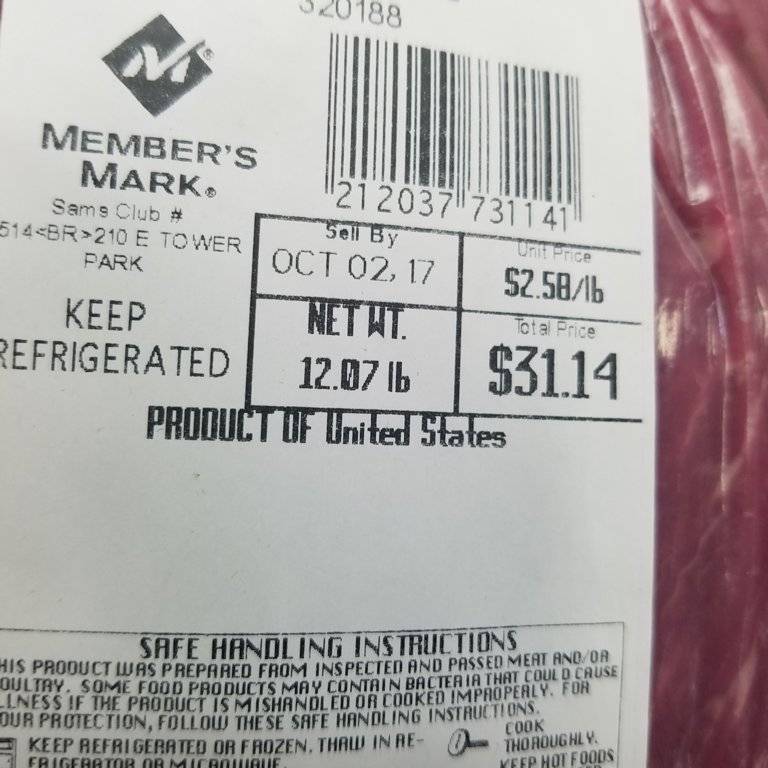 320188
MEMBER'S
MARK®
212037 731141
Sams Club #
514<BR>210 E TOWER
PARK
Sell By
OCT 02, 17
Unit Price
$2.58/lb
KEEP
REFRIGERATED
NET WT.
12.07 lb
Total Price
$31.14
PRODUCT OF United States
SAFE HANDLING INSTRUCTIONS
HIS PRODUCT WAS PREPARED FROM INSPECTED AND PASSED MEAT AND/OR
OULTRY. SOME FOOD PRODUCTS MAY CONTAIN BACTERIA THAT COULD CAUSE
LLNESS IF THE PRODUCT IS MISHANDLED OR COOKED IMPROPERLY. FOR
OUR PROTECTION, FOLLOW THESE SAFE HANDLING INSTRUCTIONS.
KEEP REFRIGERATED OR FROZEN. THAW IN RE-
FRIGERATOR OR MICROWAVE.
COOK
THOROUGHLY.
KEEP HOT FOODS